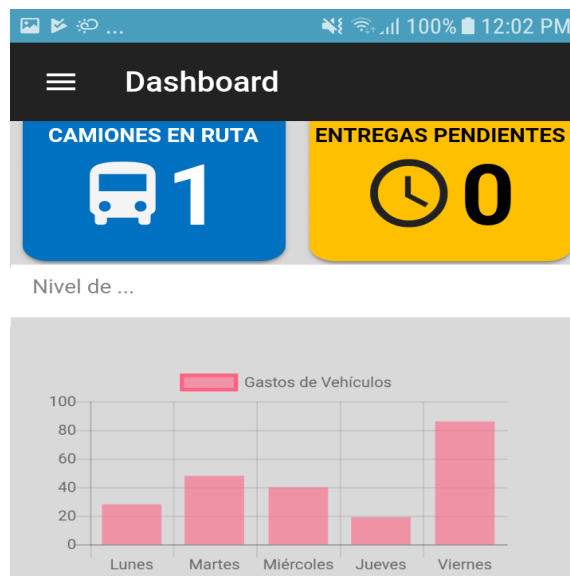 ... 100% 12:02 PM
Dashboard
CAMIONES EN RUTA
1
ENTREGAS PENDIENTES
0
Nivel de ...
Gastos de Vehículos
100
80
60
40
20
0
Lunes Martes Miércoles Jueves Viernes